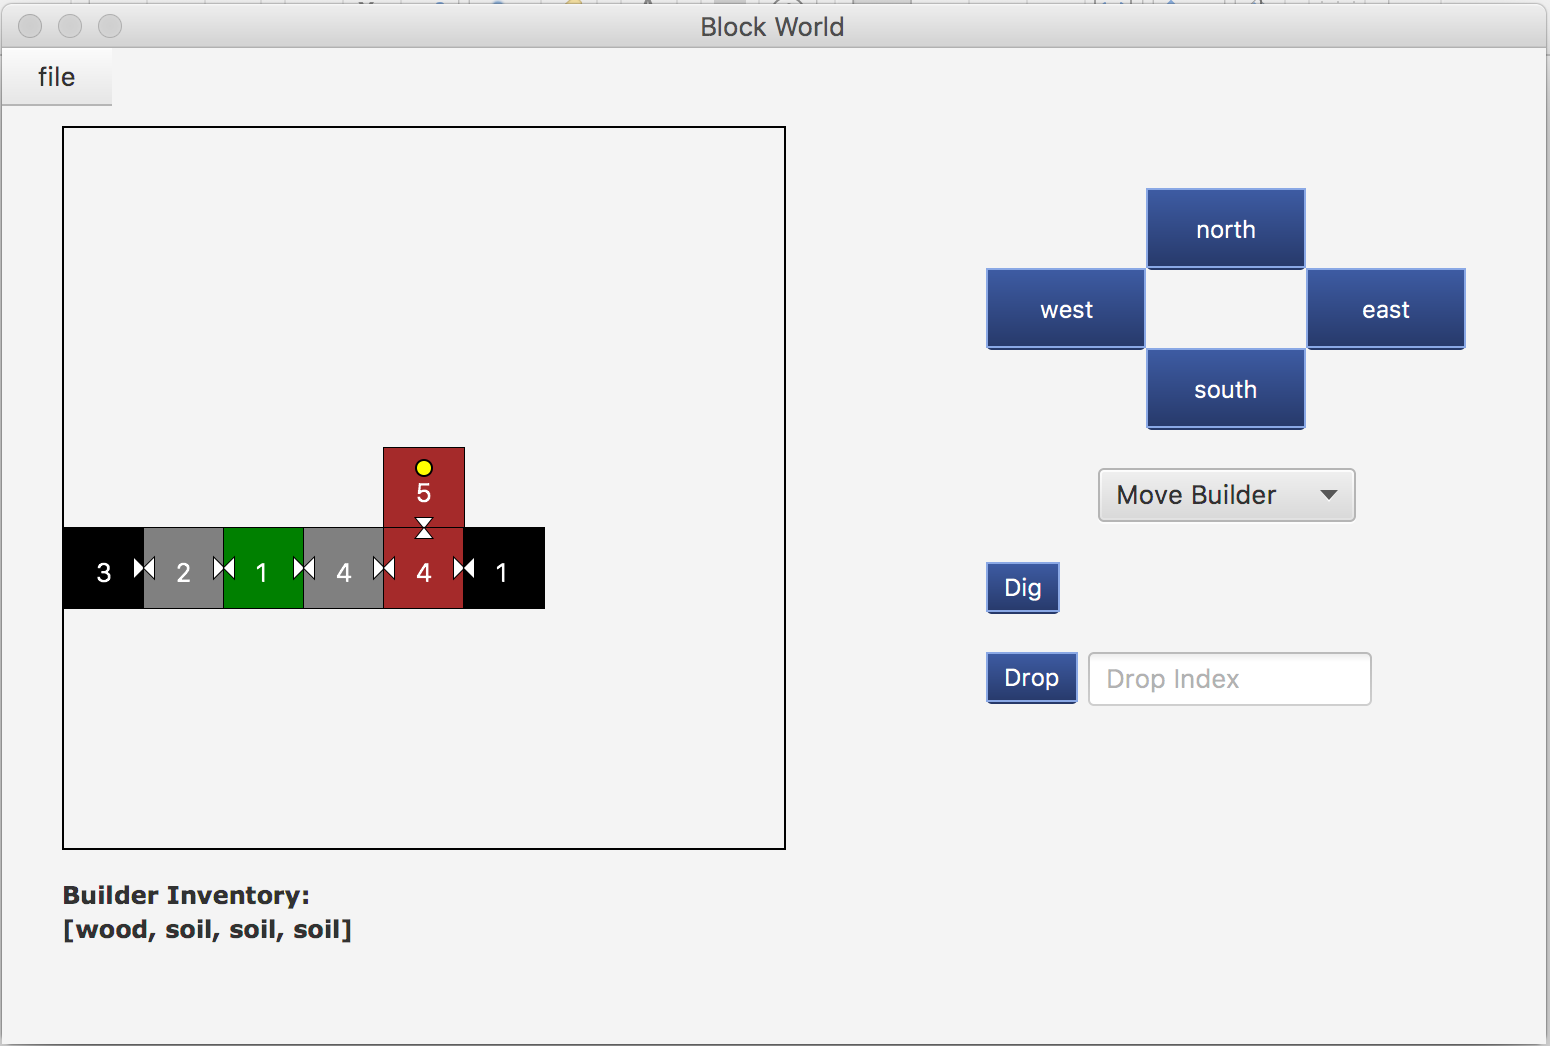 Block World
file
north
west
east
south
5
3 2 1 4 4 1
Move Builder
Dig
Drop
Drop Index
Builder Inventory:
[wood, soil, soil, soil]